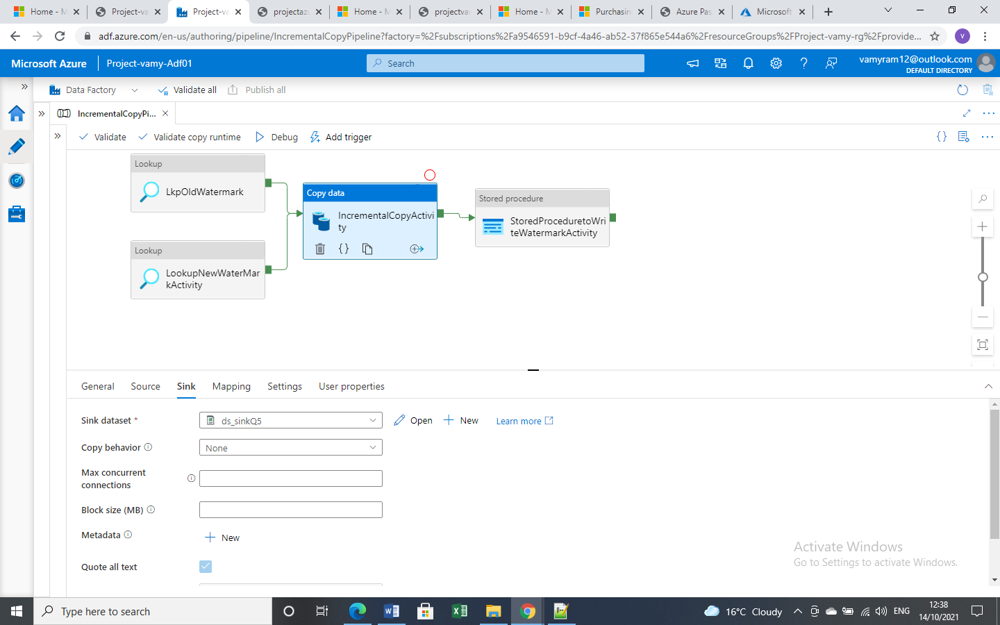 Home - M
Project-va
Project-va
projectaz
Home - M
projectvar
Home - M
Purchasin
Azure Pas
Microsoft
adf.azure.com/en-us/authoring/pipeline/IncrementalCopyPipeline?factory=%2Fsubscriptions%2Fa9546591-b9cf-4a46-ab52-37f865e544a6%2FresourceGroups%2FProject-vamy-rg%2Fprovide...
V
Microsoft Azure
Project-vamy-Adf01
Search
vamyram12@outlook.com
DEFAULT DIRECTORY
Data Factory
Validate all
Publish all
IncrementalCopyPi...
Validate
Validate copy runtime
Debug
Add trigger
Lookup
LkpOldWatermark
Copy data
IncrementalCopyActivi
ty
Stored procedure
StoredProceduretoWri
teWatermarkActivity
Lookup
LookupNewWaterMar
kActivity
General
Source
Sink
Mapping
Settings
User properties
Sink dataset *
ds_sinkQ5
Open
New
Learn more
Copy behavior
None
Max concurrent
connections
Block size (MB)
Metadata
New
Quote all text
Activate Windows
Go to Settings to activate Windows.
Type here to search
16°C Cloudy
ENG
12:38
14/10/2021